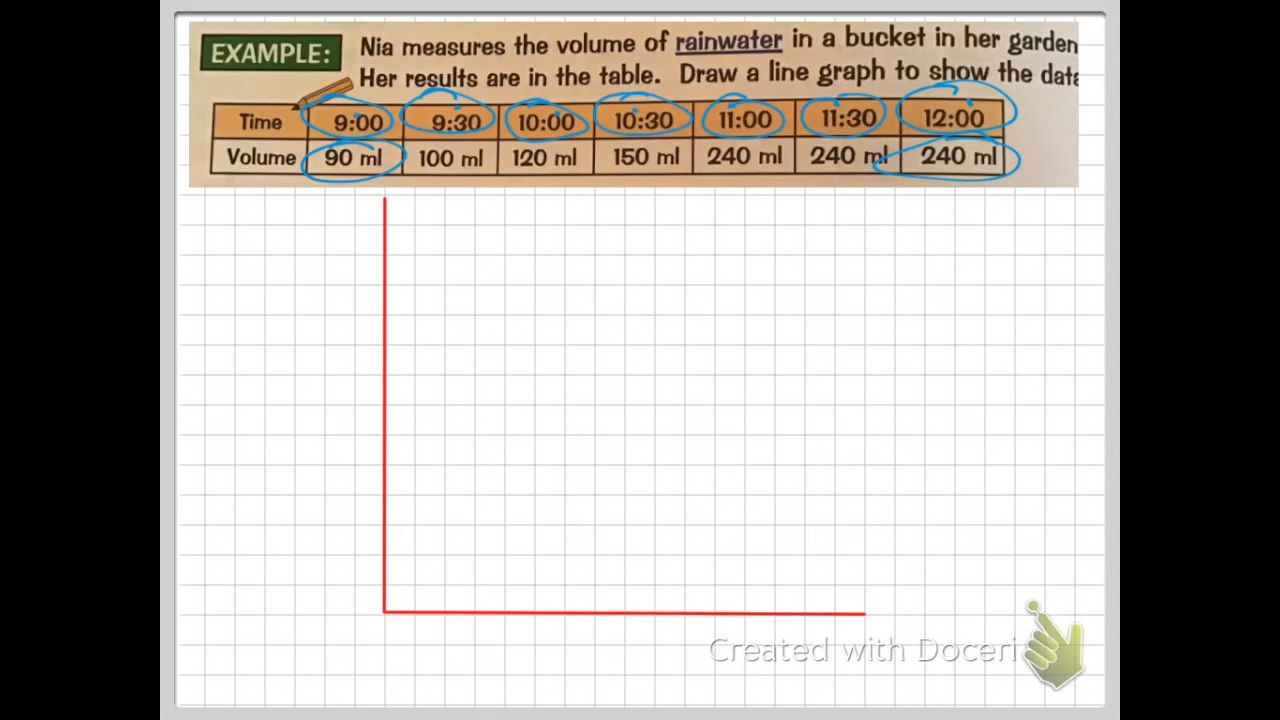 EXAMPLE: Nia measures the volume of rainwater in a bucket in her garden
Her results are in the table. Draw a line graph to show the data
Time 9:00 9:30 10:00 10:30 11:00 11:30 12:00
Volume 90 ml 100 ml 120 ml 150 ml 240 ml 240 ml 240 ml
Created with Doceri